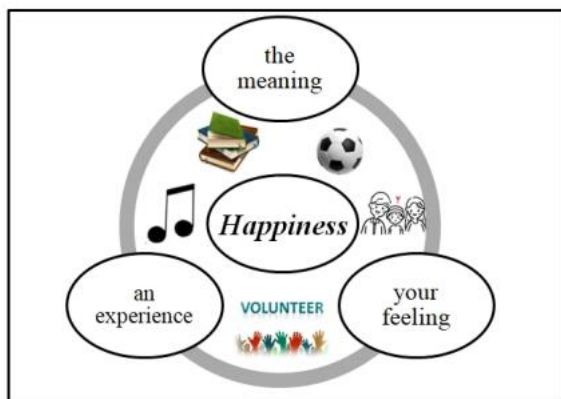 the
meaning
Happiness
an
experience
your
feeling
VOLUNTEER